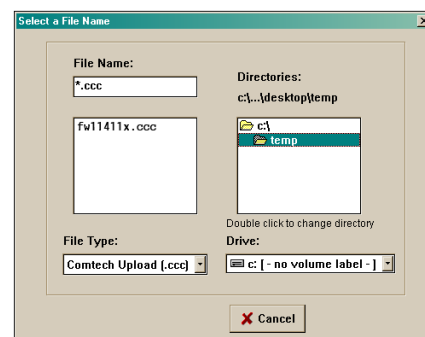 Select a File Name
File Name:
*.ccc
fw11411x.ccc
Directories:
c:\...\desktop\temp
c:\
temp
Double click to change directory
File Type:
Comtech Upload (.ccc)
Drive:
c: [ - no volume label - ]
Cancel